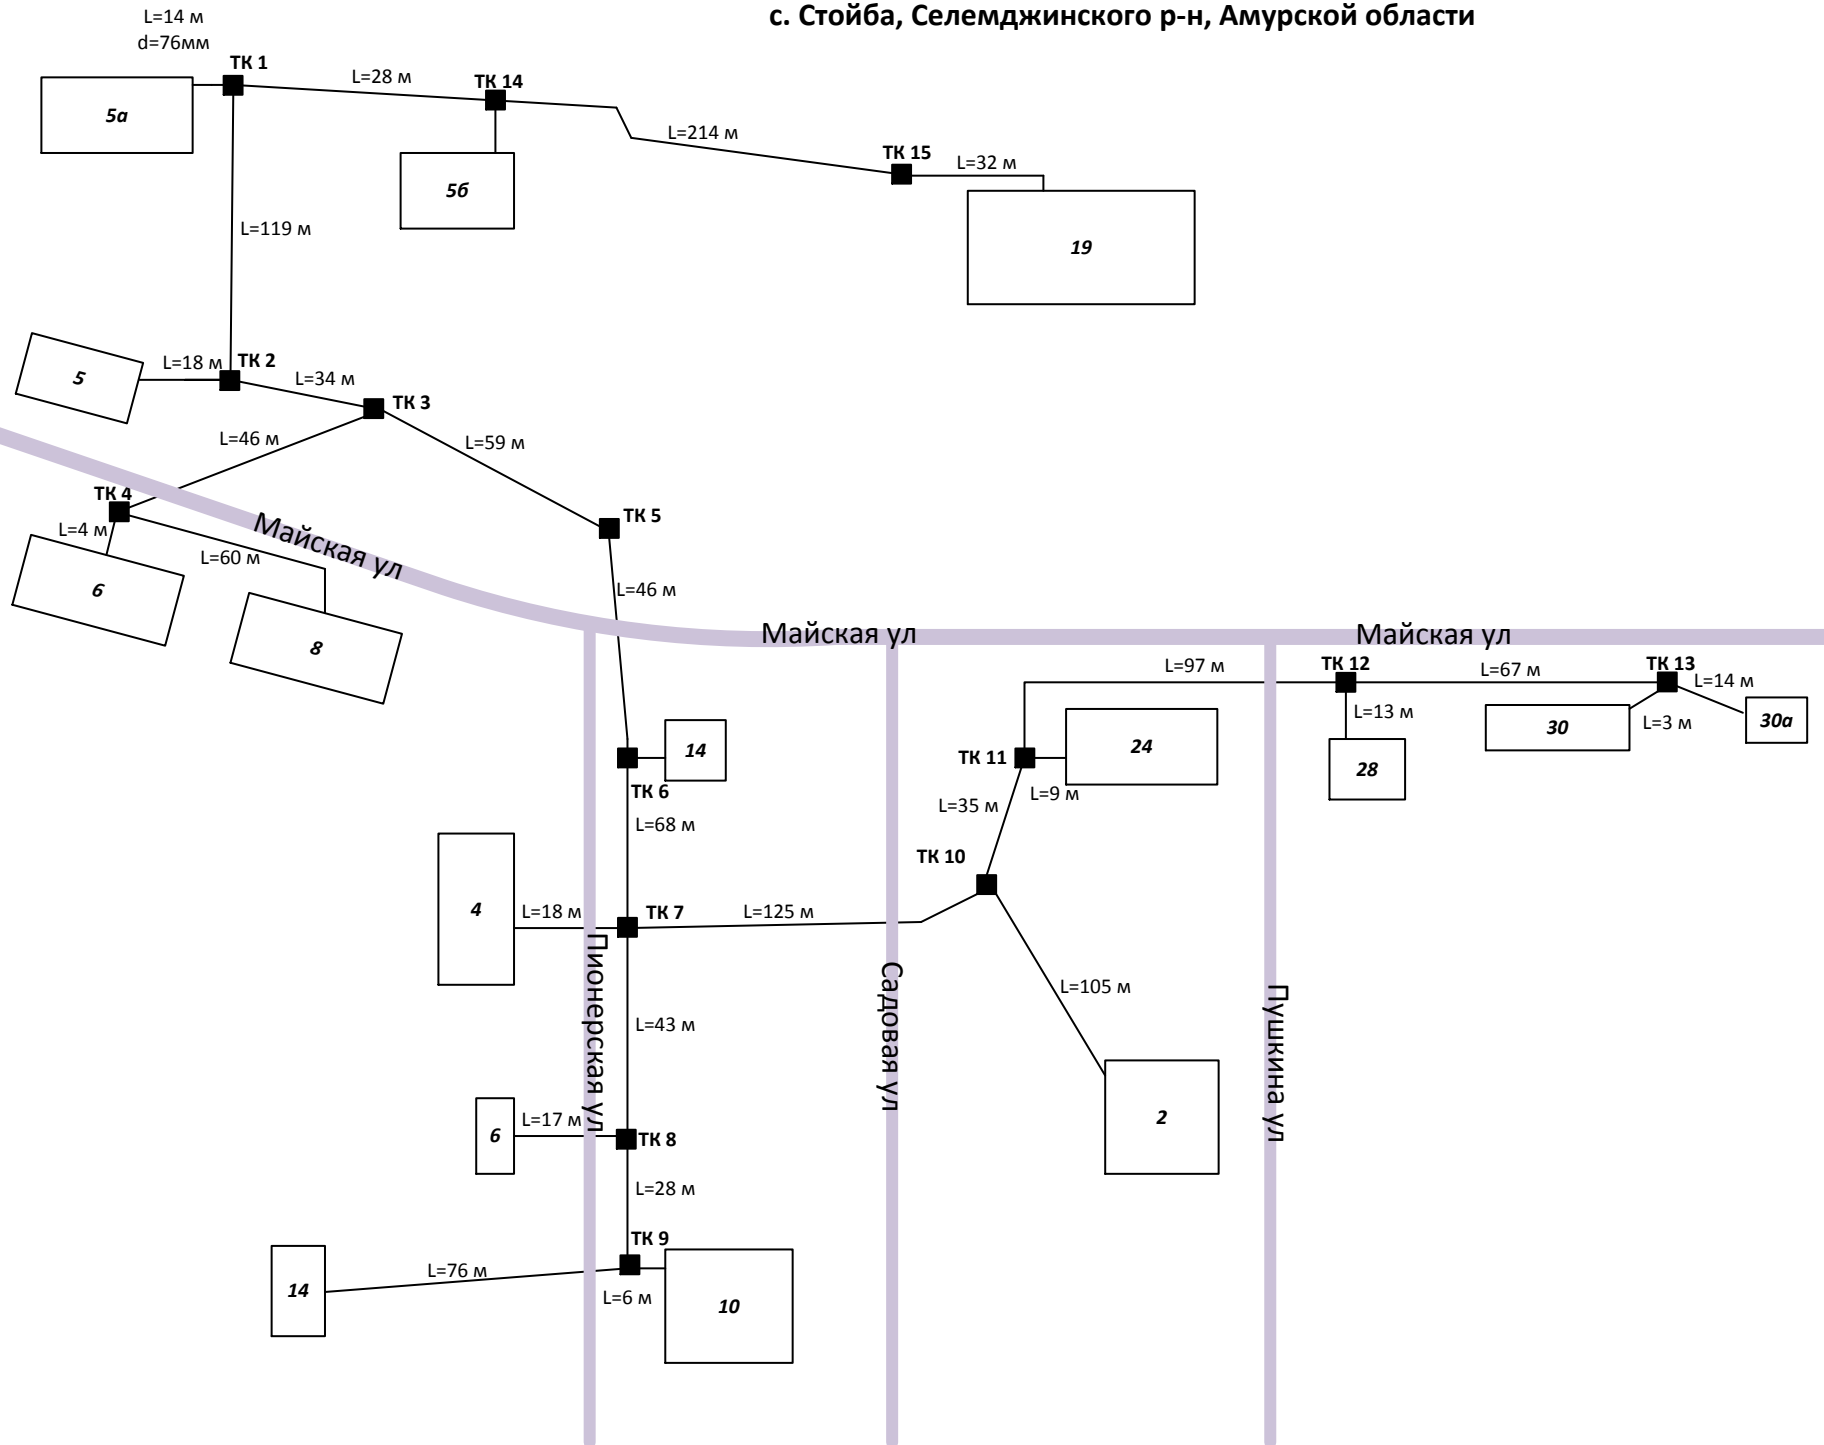 с. Стойба, Селемджинского р-н, Амурской области
L=14 м
d=76мм
ТК 1
L=28 м
ТК 14
5а
5б
L=214 м
ТК 15
L=32 м
19
L=119 м
5
L=18 м
ТК 2
L=34 м
ТК 3
L=46 м
L=59 м
ТК 4
L=4 м
L=60 м
Майская ул
ТК 5
6
8
L=46 м
Майская ул
Майская ул
L=97 м
ТК 12
L=67 м
ТК 13
L=14 м
L=13 м
30
L=3 м
30а
14
ТК 6
ТК 11
24
28
L=9 м
L=35 м
L=68 м
ТК 10
4
L=18 м
ТК 7
L=125 м
Пионерская ул
Садовая ул
Пушкина ул
L=105 м
L=43 м
6
L=17 м
ТК 8
2
L=28 м
ТК 9
14
L=76 м
L=6 м
10